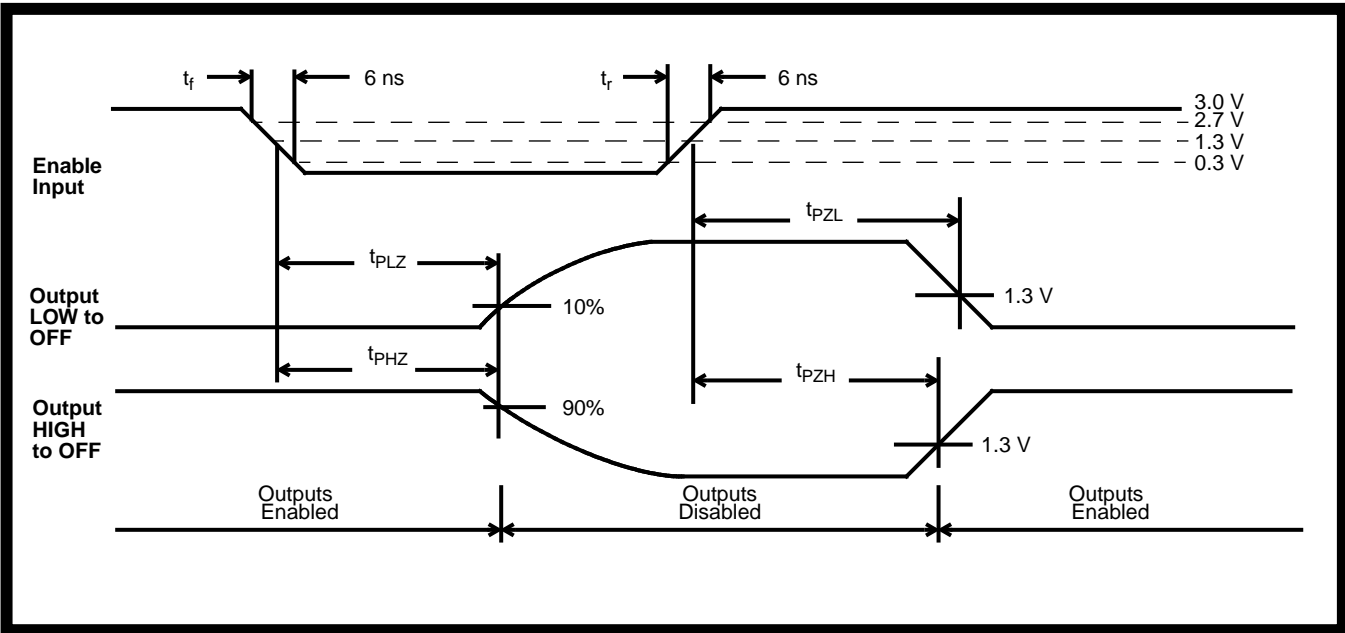 tf
6 ns
tr
6 ns
3.0 V
2.7 V
1.3 V
0.3 V
Enable
Input
tPZL
tPLZ
Output
LOW to
OFF
10%
1.3 V
tPHZ
tPZH
Output
HIGH
to OFF
90%
1.3 V
Outputs
Enabled
Outputs
Disabled
Outputs
Enabled